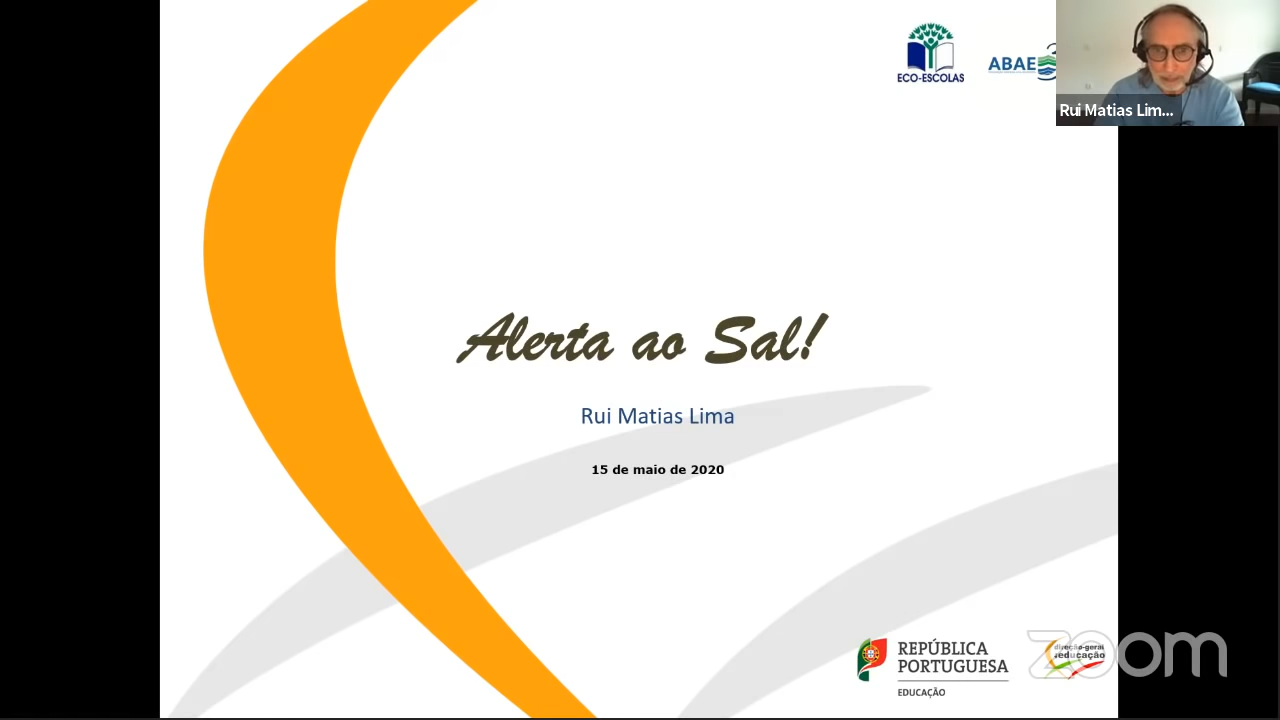 ECO-ESCOLAS
ABAE
Rui Matias Lim...
Alerta ao Sal!
Rui Matias Lima
15 de maio de 2020
REPÚBLICA
PORTUGUESA
EDUCAÇÃO
direção-geral
educação
zoom